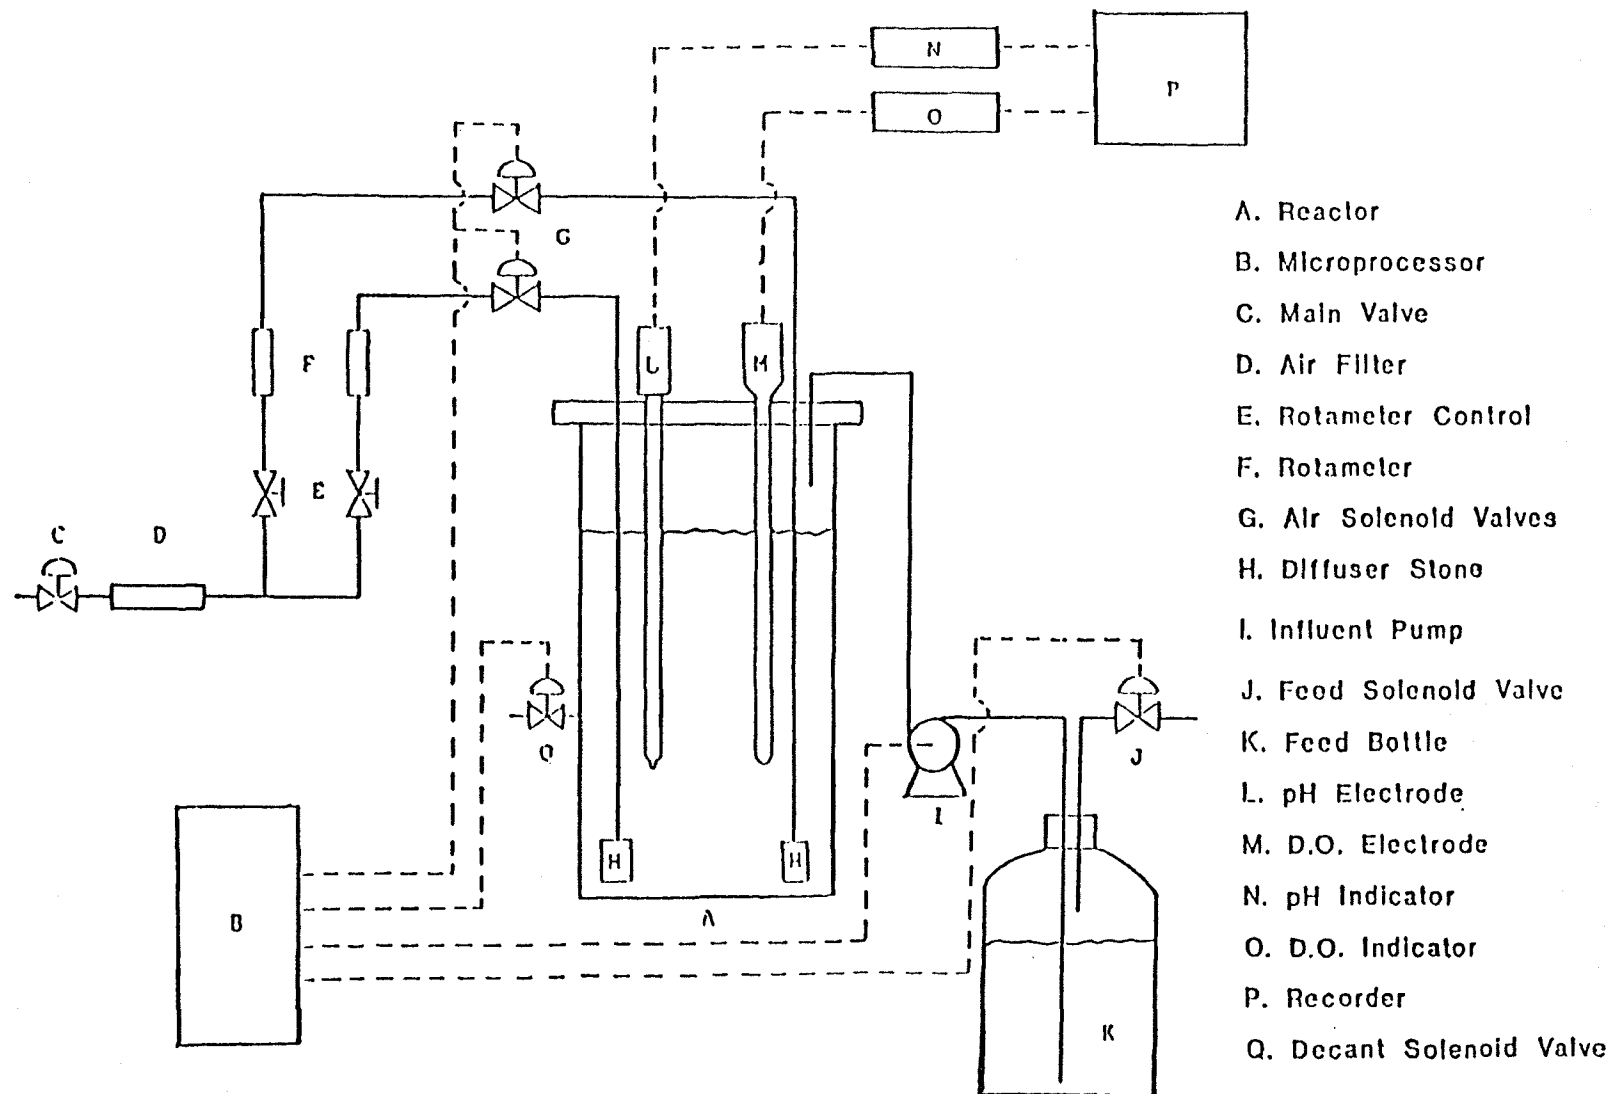 N
P
O
G
F
L
M
E
C
D
Q
I
J
H
H
B
A
K
A. Reactor
B. Microprocessor
C. Main Valve
D. Air Filter
E. Rotameter Control
F. Rotameter
G. Air Solenoid Valves
H. Diffuser Stone
I. Influent Pump
J. Feed Solenoid Valve
K. Feed Bottle
L. pH Electrode
M. D.O. Electrode
N. pH Indicator
O. D.O. Indicator
P. Recorder
Q. Decant Solenoid Valve